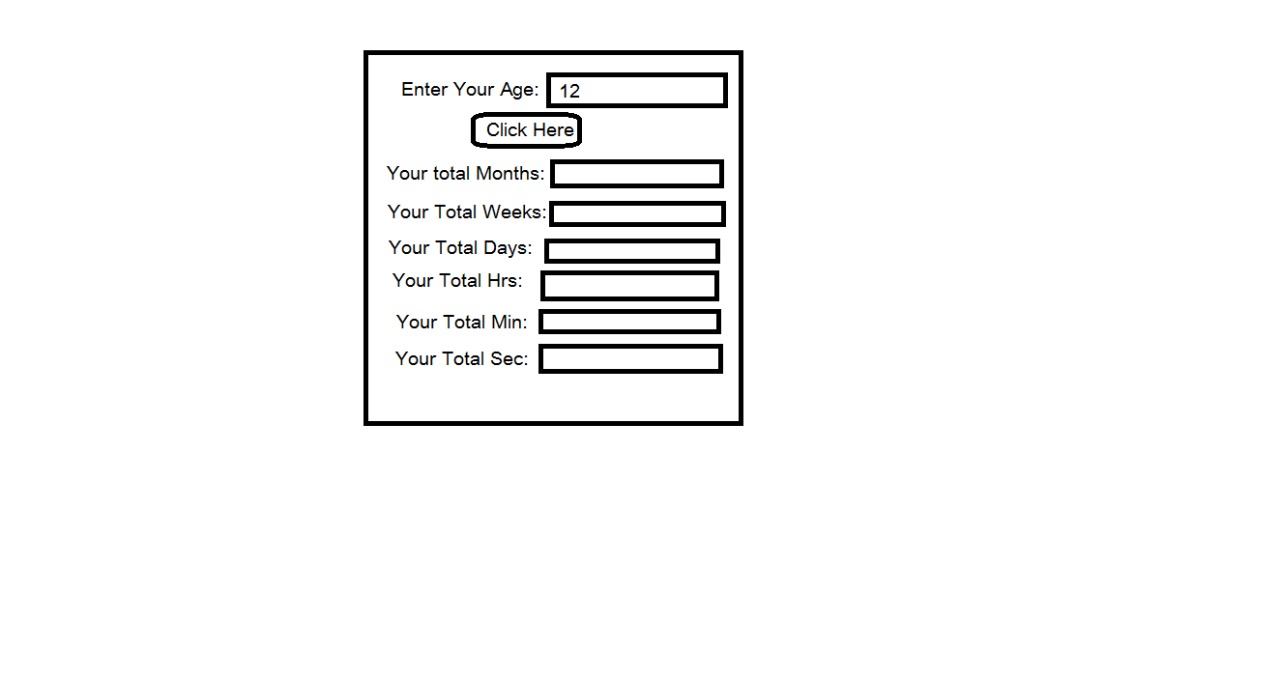 Enter Your Age: 12
Click Here
Your total Months:
Your Total Weeks:
Your Total Days:
Your Total Hrs:
Your Total Min:
Your Total Sec: